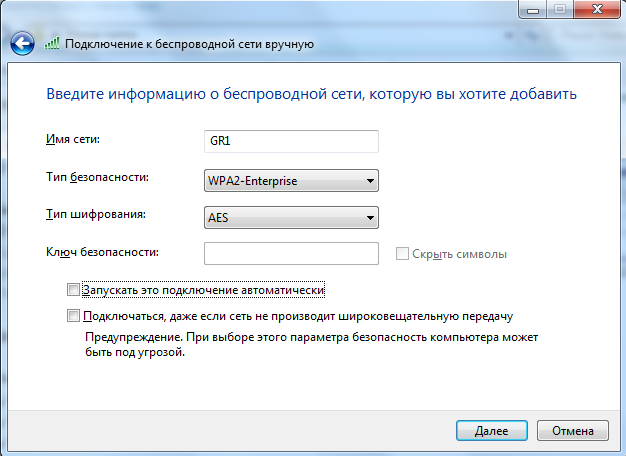 Подключение к беспроводной сети вручную
Введите информацию о беспроводной сети, которую вы хотите добавить
Имя сети:
GR1
Тип безопасности:
WPA2-Enterprise
Тип шифрования:
AES
Ключ безопасности:
Скрыть символы
Запускать это подключение автоматически
Подключаться, даже если сеть не производит широковещательную передачу
Предупреждение. При выборе этого параметра безопасность компьютера может
быть под угрозой.
Далее
Отмена